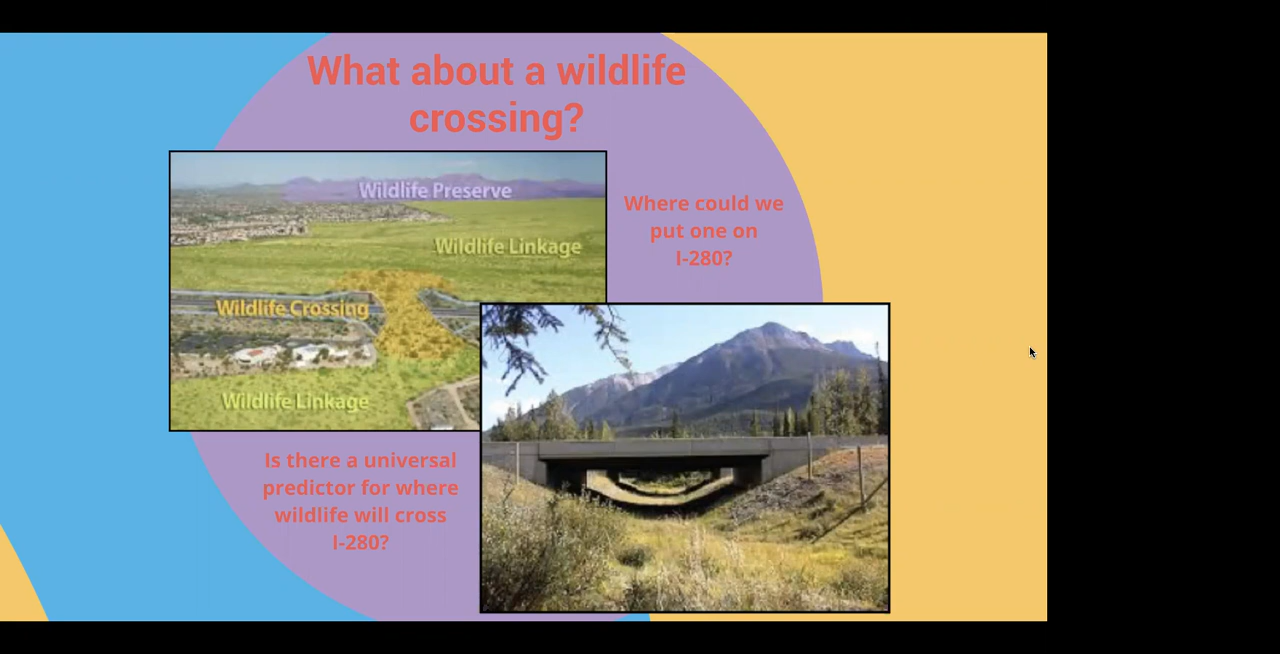 What about a wildlife
crossing?
Wildlife Preserve
Wildlife Linkage
Wildlife Crossing
Wildlife Linkage
Where could we
put one on
I-280?
Is there a universal
predictor for where
wildlife will cross
I-280?